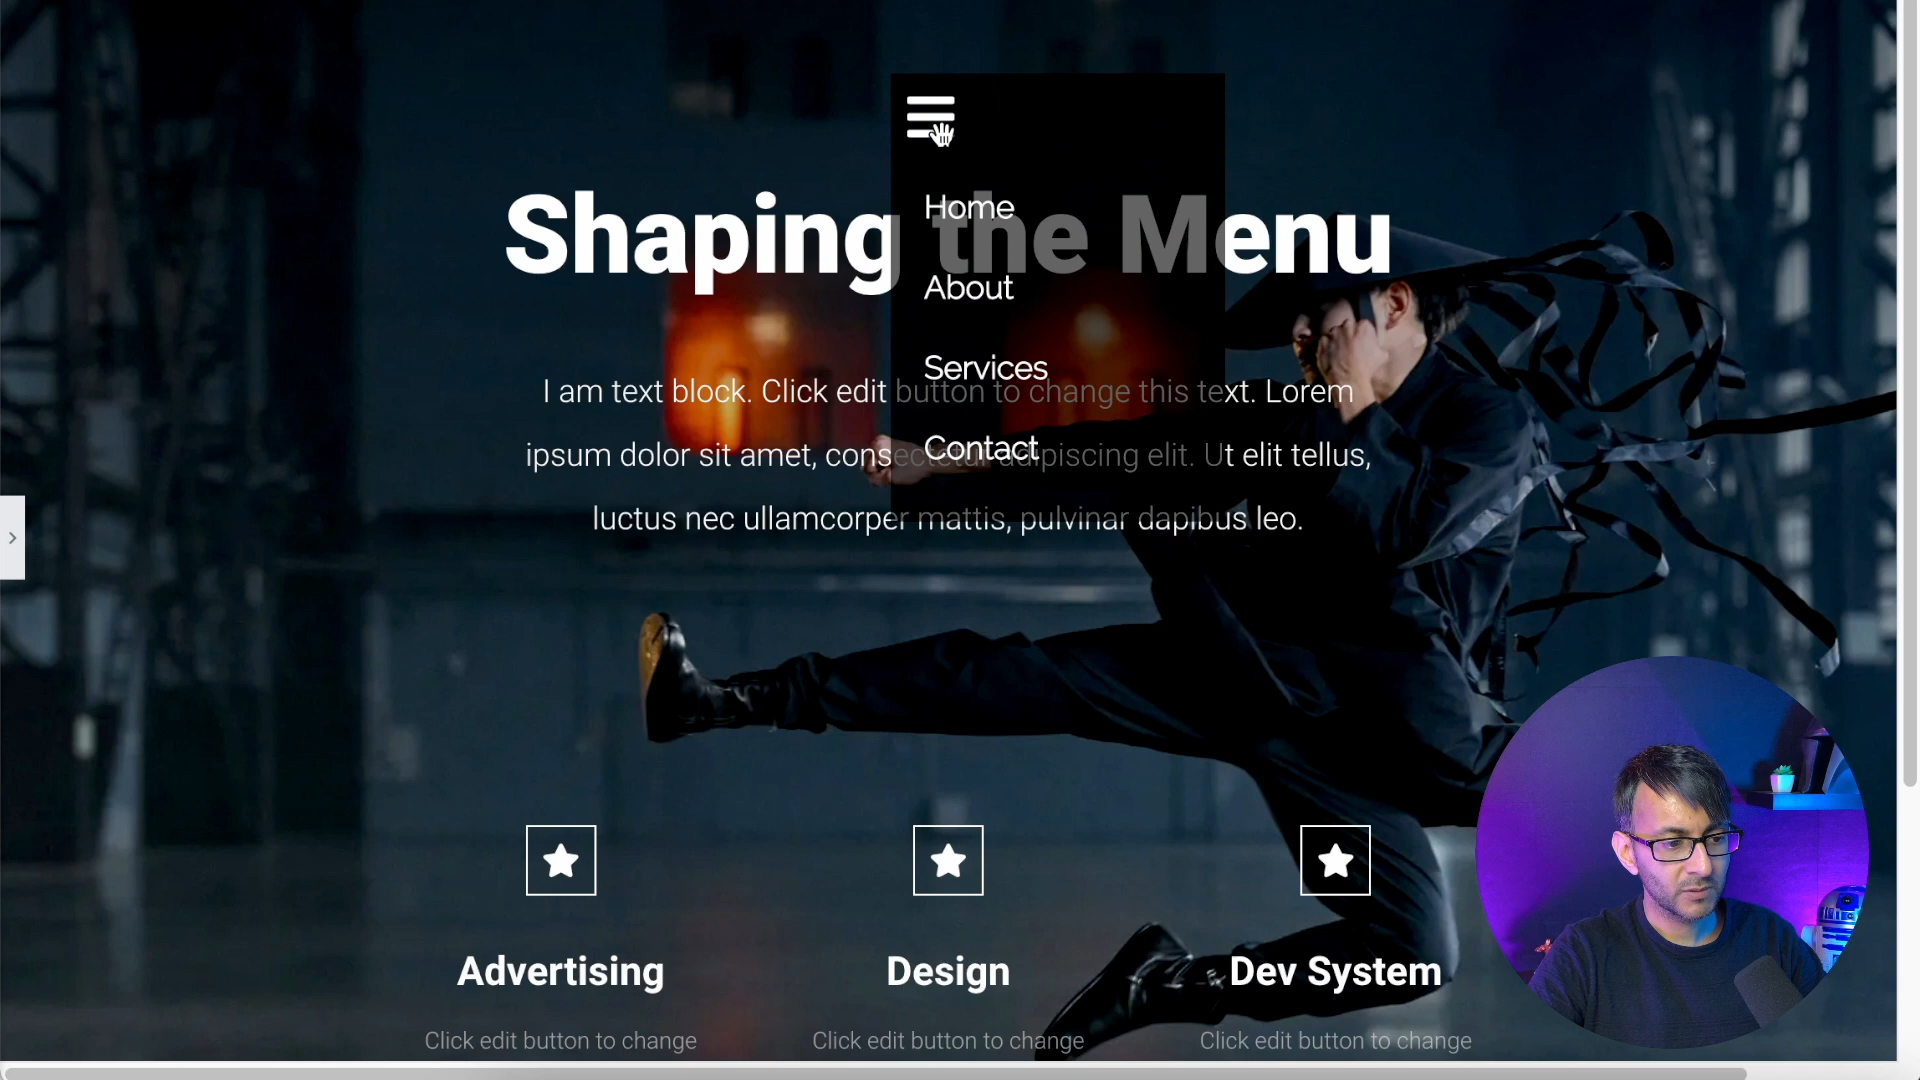 Home
Shaping the Menu
About
Services
I am text block. Click edit button to change this text. Lorem
Contact
ipsum dolor sit amet, consectetur adipiscing elit. Ut elit tellus,
luctus nec ullamcorper mattis, pulvinar dapibus leo.
Advertising
Design
Dev System
Click edit button to change
Click edit button to change
Click edit button to change